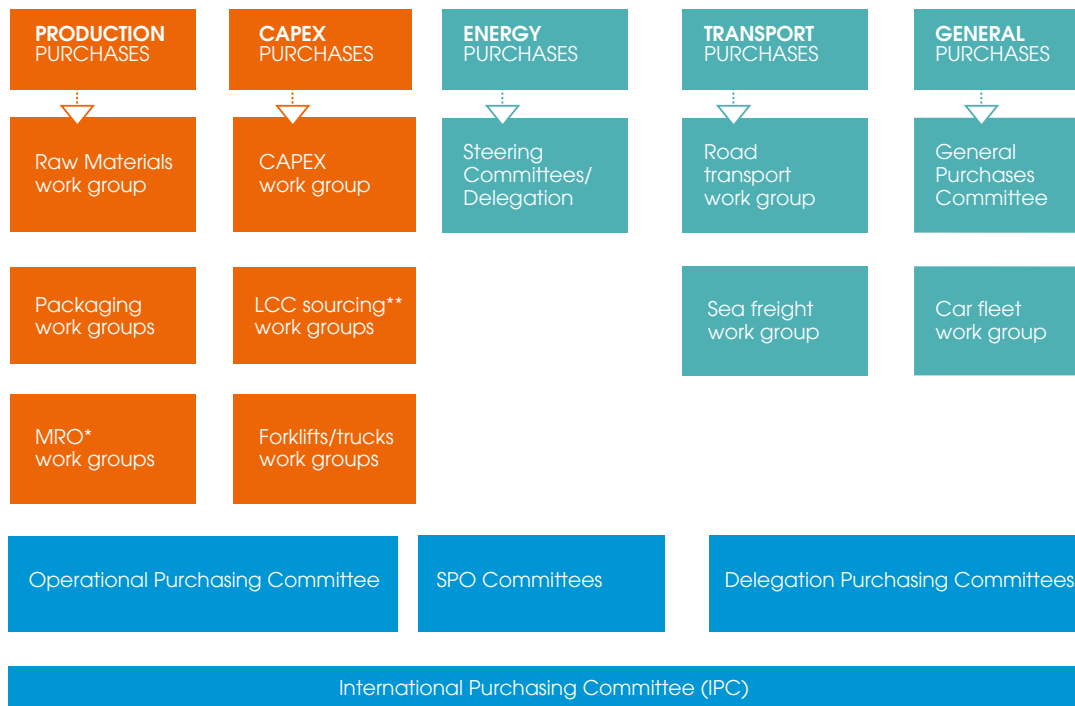 PRODUCTION
PURCHASES
CAPEX
PURCHASES
ENERGY
PURCHASES
TRANSPORT
PURCHASES
GENERAL
PURCHASES
Raw Materials
work group
CAPEX
work group
Steering
Committees/
Delegation
Road
transport
work group
General
Purchases
Committee
Packaging
work groups
LCC sourcing**
work groups
Sea freight
work group
Car fleet
work group
MRO*
work groups
Forklifts/trucks
work groups
Operational Purchasing Committee
SPO Committees
Delegation Purchasing Committees
International Purchasing Committee (IPC)